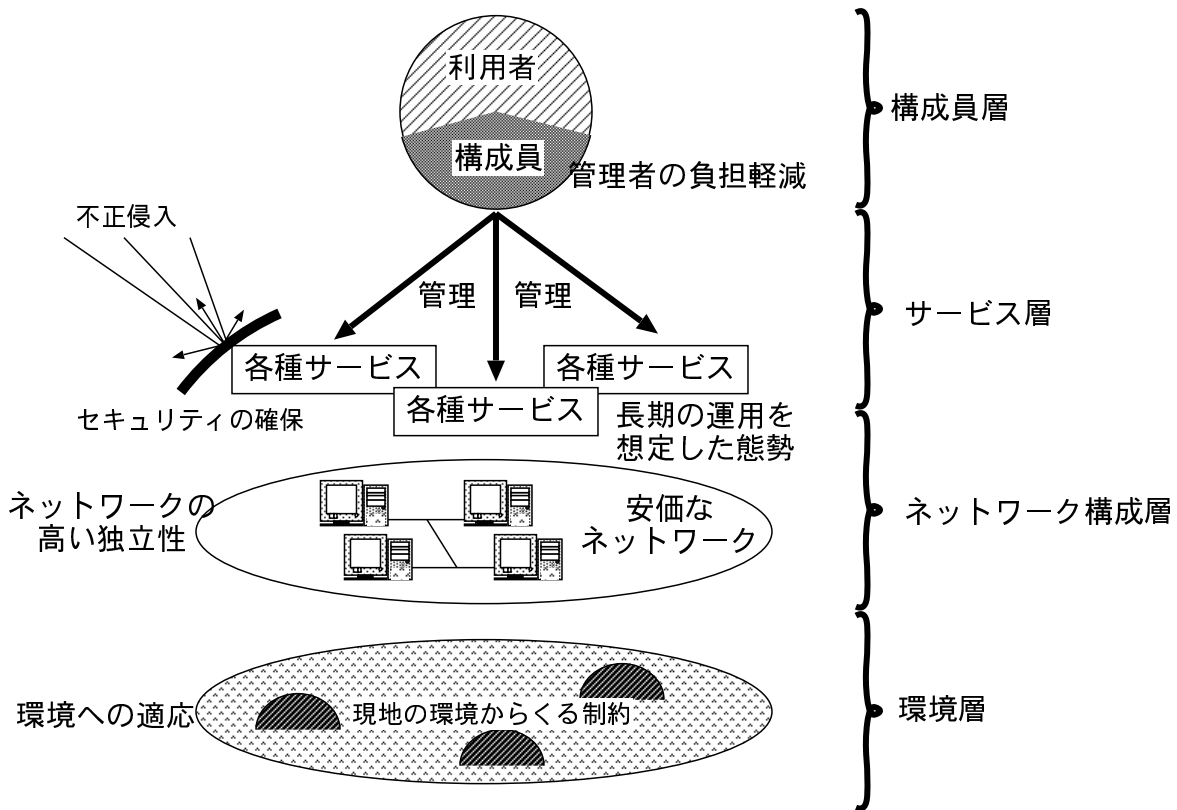 利用者
構成員
管理者の負担軽減
構成員層
不正侵入
管理
管理
サービス層
各種サービス
各種サービス
各種サービス
セキュリティの確保
長期の運用を
想定した態勢
ネットワークの
高い独立性
安価な
ネットワーク
ネットワーク構成層
環境への適応
現地の環境からくる制約
環境層